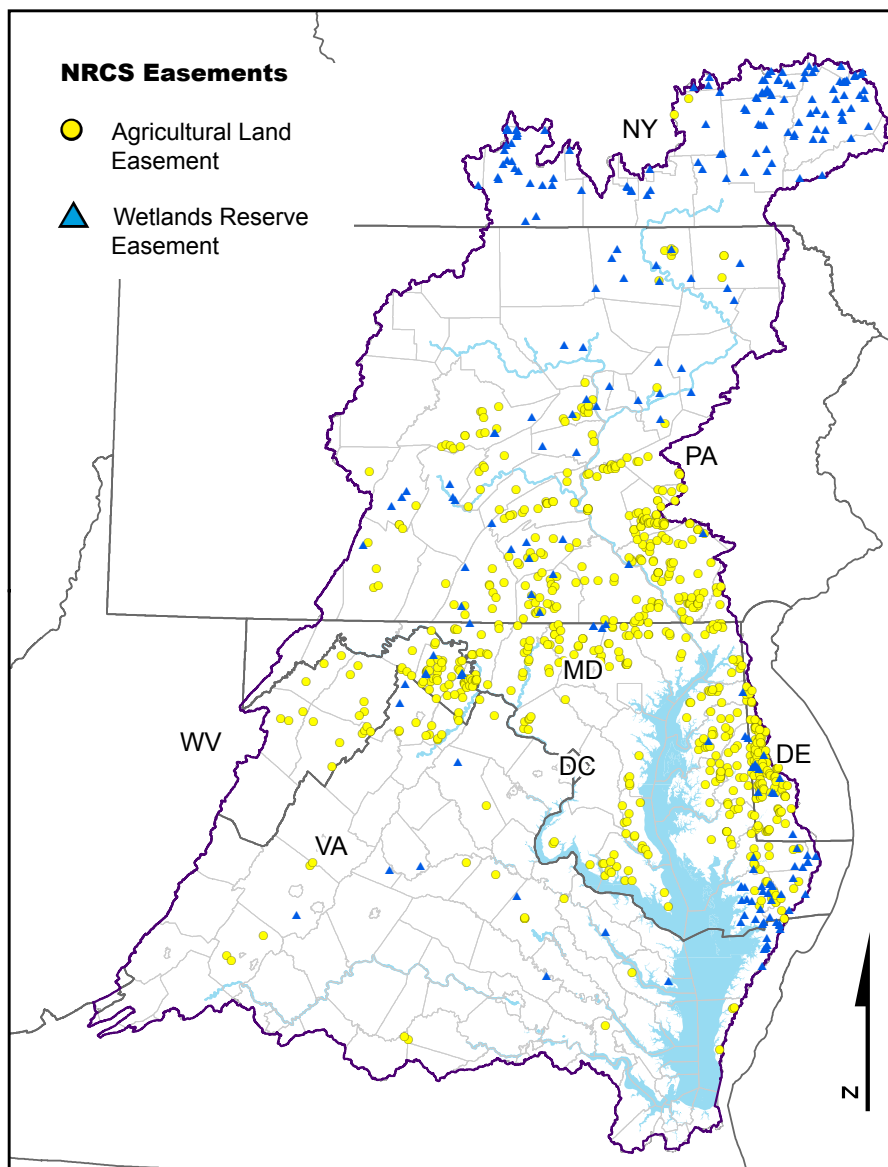 NRCS Easements
Agricultural Land
Easement
Wetlands Reserve
Easement
NY
PA
MD
WV
DC
DE
VA
N